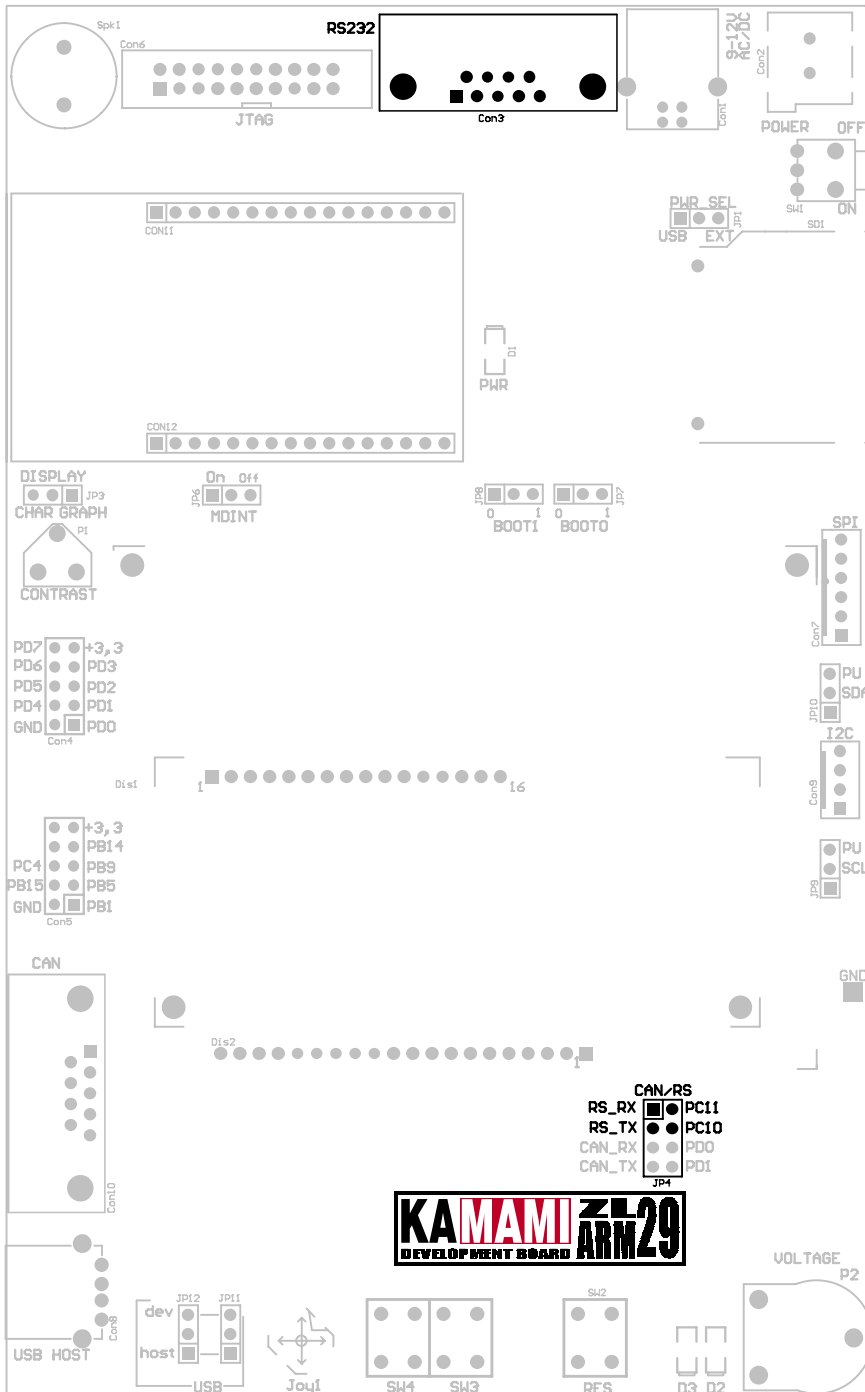 Spk1
RS232
Con6
JTAG
Con3
Con1
9-12V
AC/DC
Con2
POWER OFF
SW1
ON
PWR_SEL
JP1
USB EXT
SD1
CON11
D1
PWR
CON12
DISPLAY
JP3
CHAR GRAPH
On Off
JP6
MDINT
JP8
0 1
BOOT1
JP7
0 1
BOOT0
P1
CONTRAST
SPI
Con7
PD7 +3,3
PD6 PD3
PD5 PD2
PD4 PD1
GND PD0
Con4
PU
SDA
JP10
I2C
Con9
Dis1
1 16
+3,3
PB14
PC4 PB9
PB15 PB5
GND PB1
Con5
PU
SCL
JP9
CAN
GND
Dis2
1
Con10
CAN/RS
RS_RX PC11
RS_TX PC10
CAN_RX PD0
CAN_TX PD1
JP4
KAMAMI
DEVELOPMENT BOARD
ZL
ARM29
VOLTAGE
P2
Con8
USB HOST
JP12 JP11
dev
host
USB
Joy1
SW4 SW3
SW2
RES
D3 D2